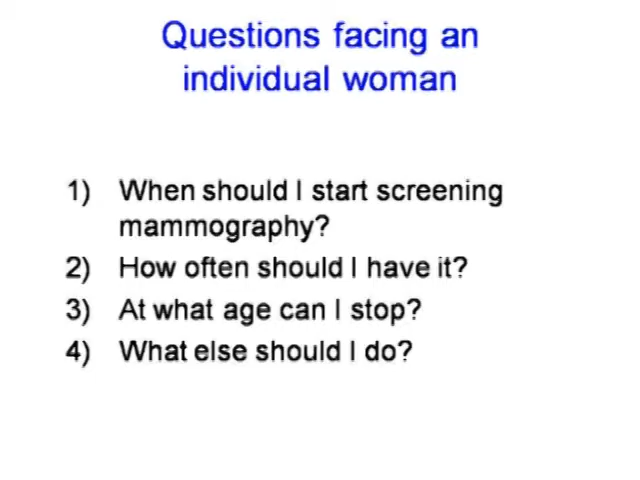 Questions facing an
individual woman
1) When should I start screening
mammography?
2) How often should I have it?
3) At what age can I stop?
4) What else should I do?